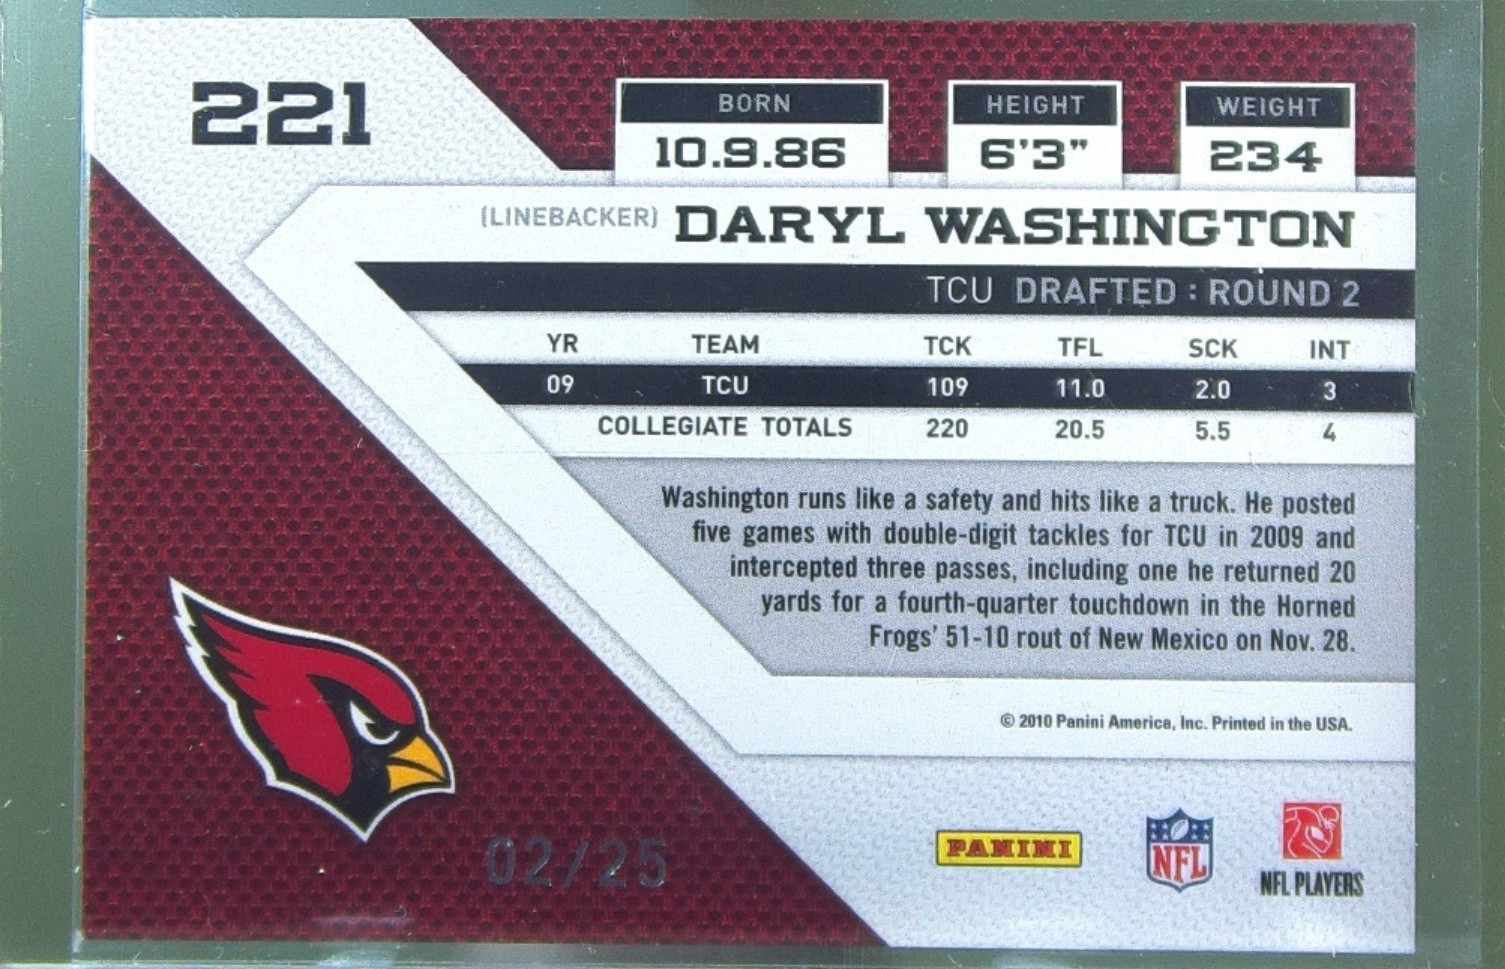 221
BORN HEIGHT WEIGHT
10.9.86 6'3" 234
(LINEBACKER) DARYL WASHINGTON
TCU DRAFTED : ROUND 2
YR TEAM TCK TFL SCK INT
09 TCU 109 11.0 2.0 3
COLLEGIATE TOTALS 220 20.5 5.5 4
Washington runs like a safety and hits like a truck. He posted
five games with double-digit tackles for TCU in 2009 and
intercepted three passes, including one he returned 20
yards for a fourth-quarter touchdown in the Horned
Frogs' 51-10 rout of New Mexico on Nov. 28.
© 2010 Panini America, Inc. Printed in the USA.
02/25
PANINI NFL NFL PLAYERS